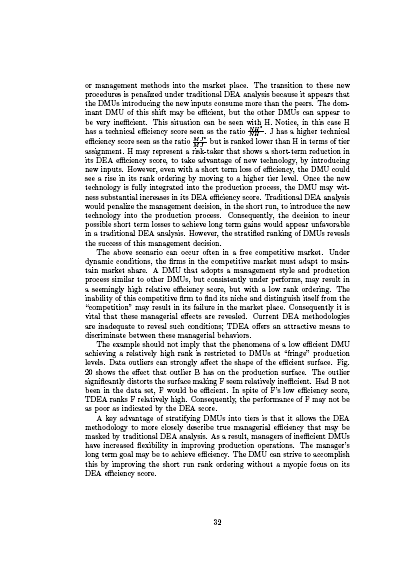 or management methods into the market place. The transition to these new
procedures is penalized under traditional DEA analysis because it appears that
the DMUs introducing the new inputs consume more than the peers. The dom-
inant DMU of this shift may be efficient, but the other DMUs can appear to
be very inefficient. This situation can be seen with H. Notice, in this case H
has a technical efficiency score seen as the ratio. J has a higher technical
efficiency score seen as the ratio but is ranked lower than H in terms of tier
assignment. H may represent a risk-taker that shows a short-term reduction in
its DEA efficiency score, to take advantage of new technology, by introducing
new inputs. However, even with a short term loss of efficiency, the DMU could
see a rise in its rank ordering by moving to a higher tier level. Once the new
technology is fully integrated into the production process, the DMU may wit-
ness substantial increases in its DEA efficiency score. Traditional DEA analysis
would penalize the management decision, in the short run, to introduce the new
technology into the production process. Consequently, the decision to incur
possible short term losses to achieve long term gains would appear unfavorable
in a traditional DEA analysis. However, the stratified ranking of DMUs reveals
the success of this management decision.
The above scenario can occur often in a free competitive market. Under
dynamic conditions, the firms in the competitive market must adapt to main-
tain market share. A DMU that adopts a management style and production
process similar to other DMUs, but consistently under performs, may result in
a seemingly high relative efficiency score, but with a low rank ordering. The
inability of this competitive firm to find its niche and distinguish itself from the
“competition” may result in its failure in the market place. Consequently it is
vital that these managerial effects are revealed. Current DEA methodologies
are inadequate to reveal such conditions; TDEA offers an attractive means to
discriminate between these managerial behaviors.
The example should not imply that the phenomena of a low efficient DMU
achieving a relatively high rank is restricted to DMUs at “fringe” production
levels. Data outliers can strongly affect the shape of the efficient surface. Fig.
20 shows the effect that outlier B has on the production surface. The outlier
significantly distorts the surface making F seem relatively inefficient. Had B not
been in the data set, F would be efficient. In spite of F’s low efficiency score,
TDEA ranks F relatively high. Consequently, the performance of F may not be
as poor as indicated by the DEA score.
A key advantage of stratifying DMUs into tiers is that it allows the DEA
methodology to more closely describe true managerial efficiency that may be
masked by traditional DEA analysis. As a result, managers of inefficient DMUs
have increased flexibility in improving production operations. The manager’s
long term goal may be to achieve efficiency. The DMU can strive to accomplish
this by improving the short run rank ordering without a myopic focus on its
DEA efficiency score.
32